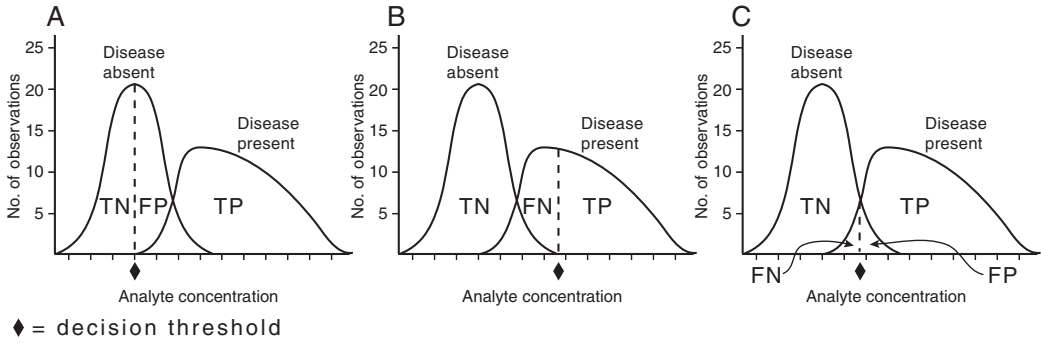 A
No. of observations
25
20
15
10
5
Disease
absent
Disease
present
TN
FP
TP
Analyte concentration
B
No. of observations
25
20
15
10
5
Disease
absent
Disease
present
TN
FN
TP
Analyte concentration
C
No. of observations
25
20
15
10
5
Disease
absent
Disease
present
TN
TP
FN
FP
Analyte concentration
♦ = decision threshold